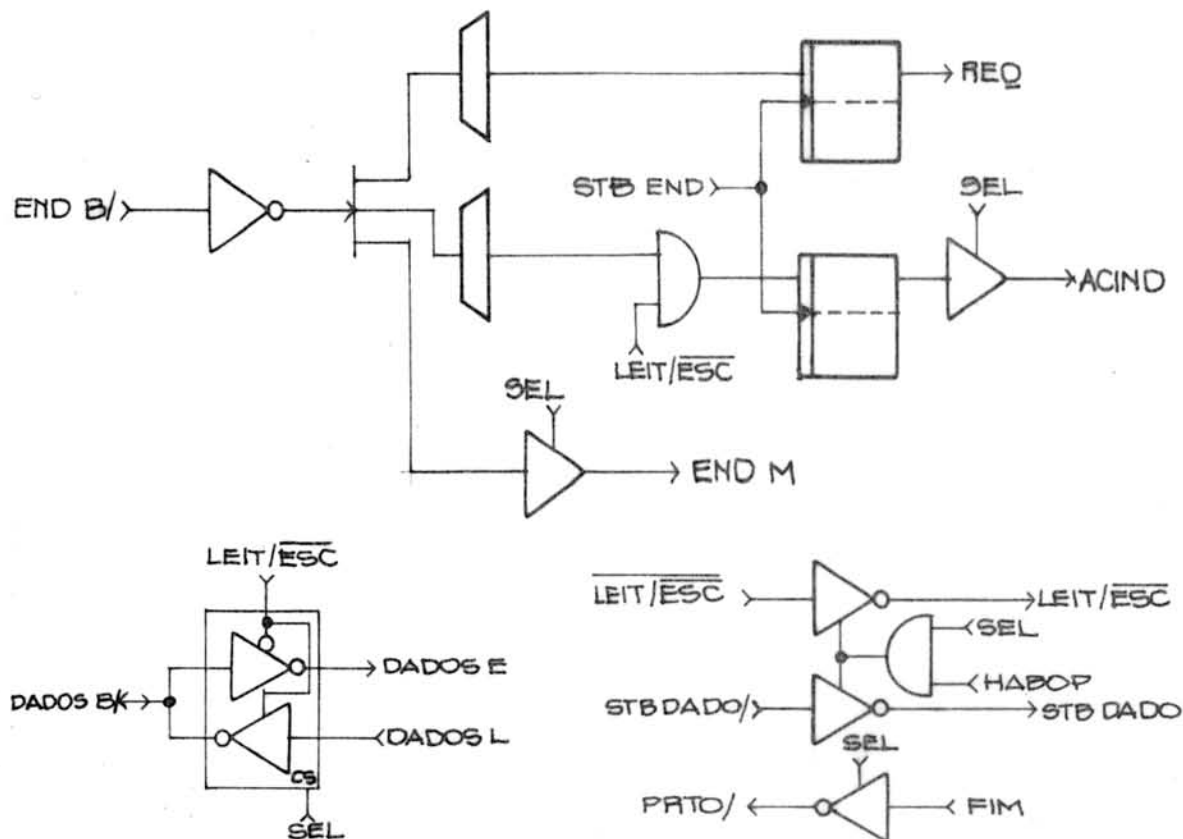 REQ
STB END
SEL
END B/
ACIND
LEIT/ESC
SEL
END M
LEIT/ESC
LEIT/ESC
LEIT/ESC
SEL
DADOS E
HABOP
DADOS B/
STB DADO/
STB DADO
DADOS L
SEL
CS
PRTO/
FIM
SEL